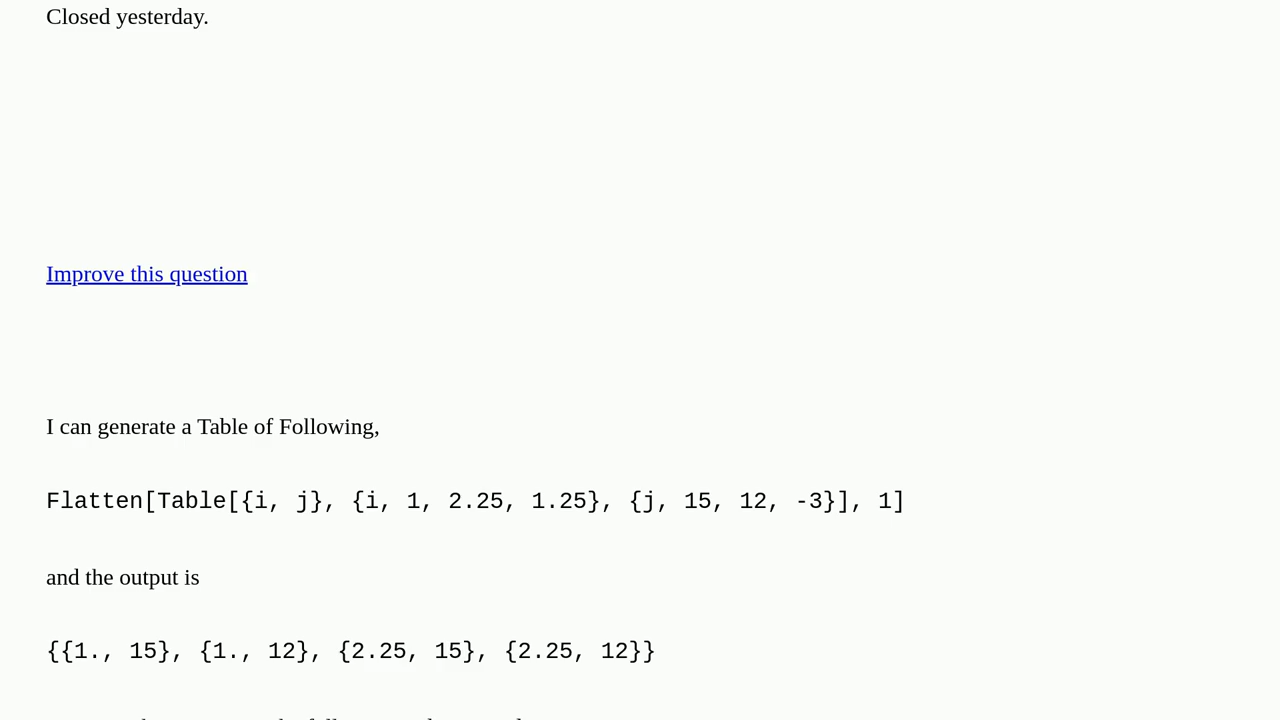 Closed yesterday.
Improve this question
I can generate a Table of Following,
Flatten[Table[{i, j}, {i, 1, 2.25, 1.25}, {j, 15, 12, -3}], 1]
and the output is
{{1., 15}, {1., 12}, {2.25, 15}, {2.25, 12}}